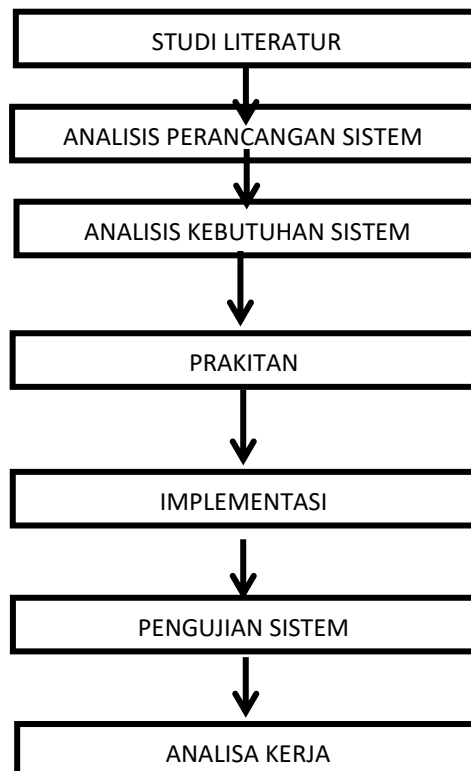 STUDI LITERATUR
ANALISIS PERANCANGAN SISTEM
ANALISIS KEBUTUHAN SISTEM
PRAKITAN
IMPLEMENTASI
PENGUJIAN SISTEM
ANALISA KERJA